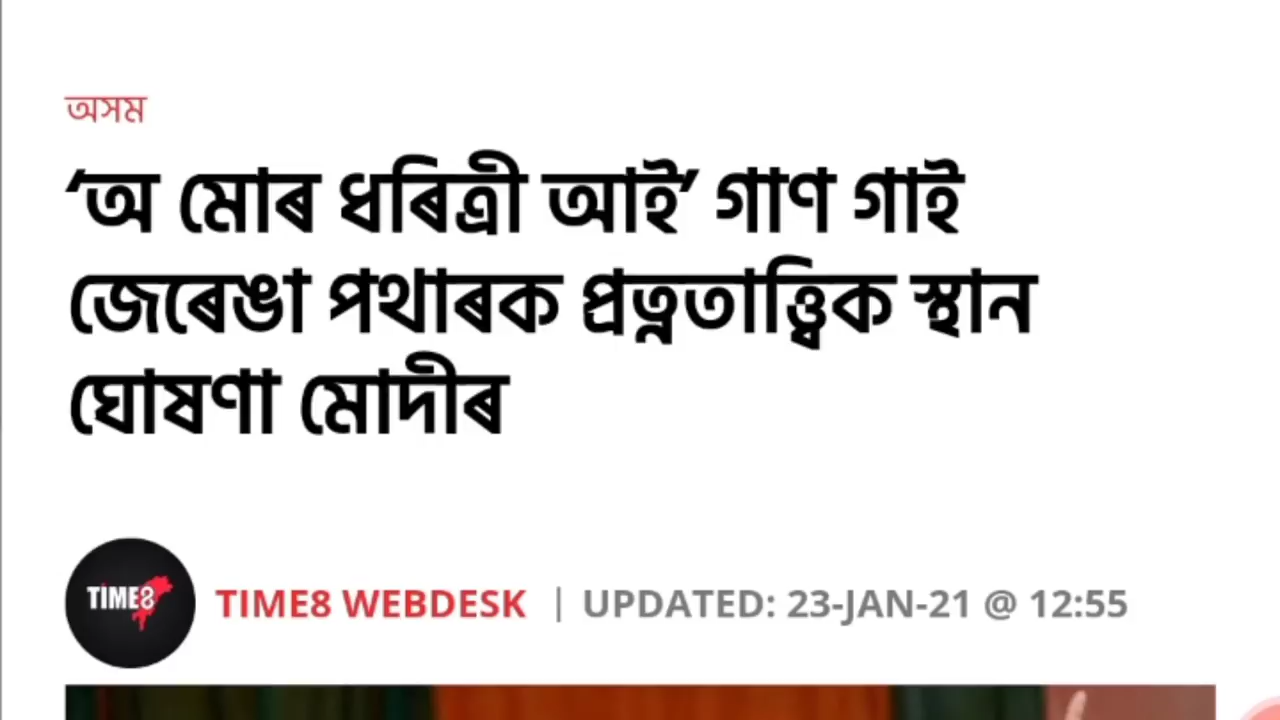 অসম
‘অ মোৰ ধৰিত্ৰী আই’ গাণ গাই
জেৰেঙা পথাৰক প্ৰত্নতাত্ত্বিক স্থান
ঘোষণা মোদীৰ
TIME8
TIME8 WEBDESK | UPDATED: 23-JAN-21 @ 12:55